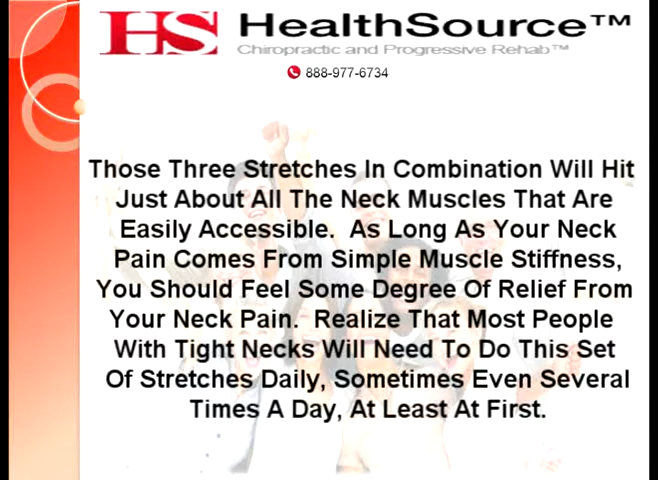 HS HealthSource™
Chiropractic and Progressive Rehab™
888-977-6734
Those Three Stretches In Combination Will Hit
Just About All The Neck Muscles That Are
Easily Accessible. As Long As Your Neck
Pain Comes From Simple Muscle Stiffness,
You Should Feel Some Degree Of Relief From
Your Neck Pain. Realize That Most People
With Tight Necks Will Need To Do This Set
Of Stretches Daily, Sometimes Even Several
Times A Day, At Least At First.